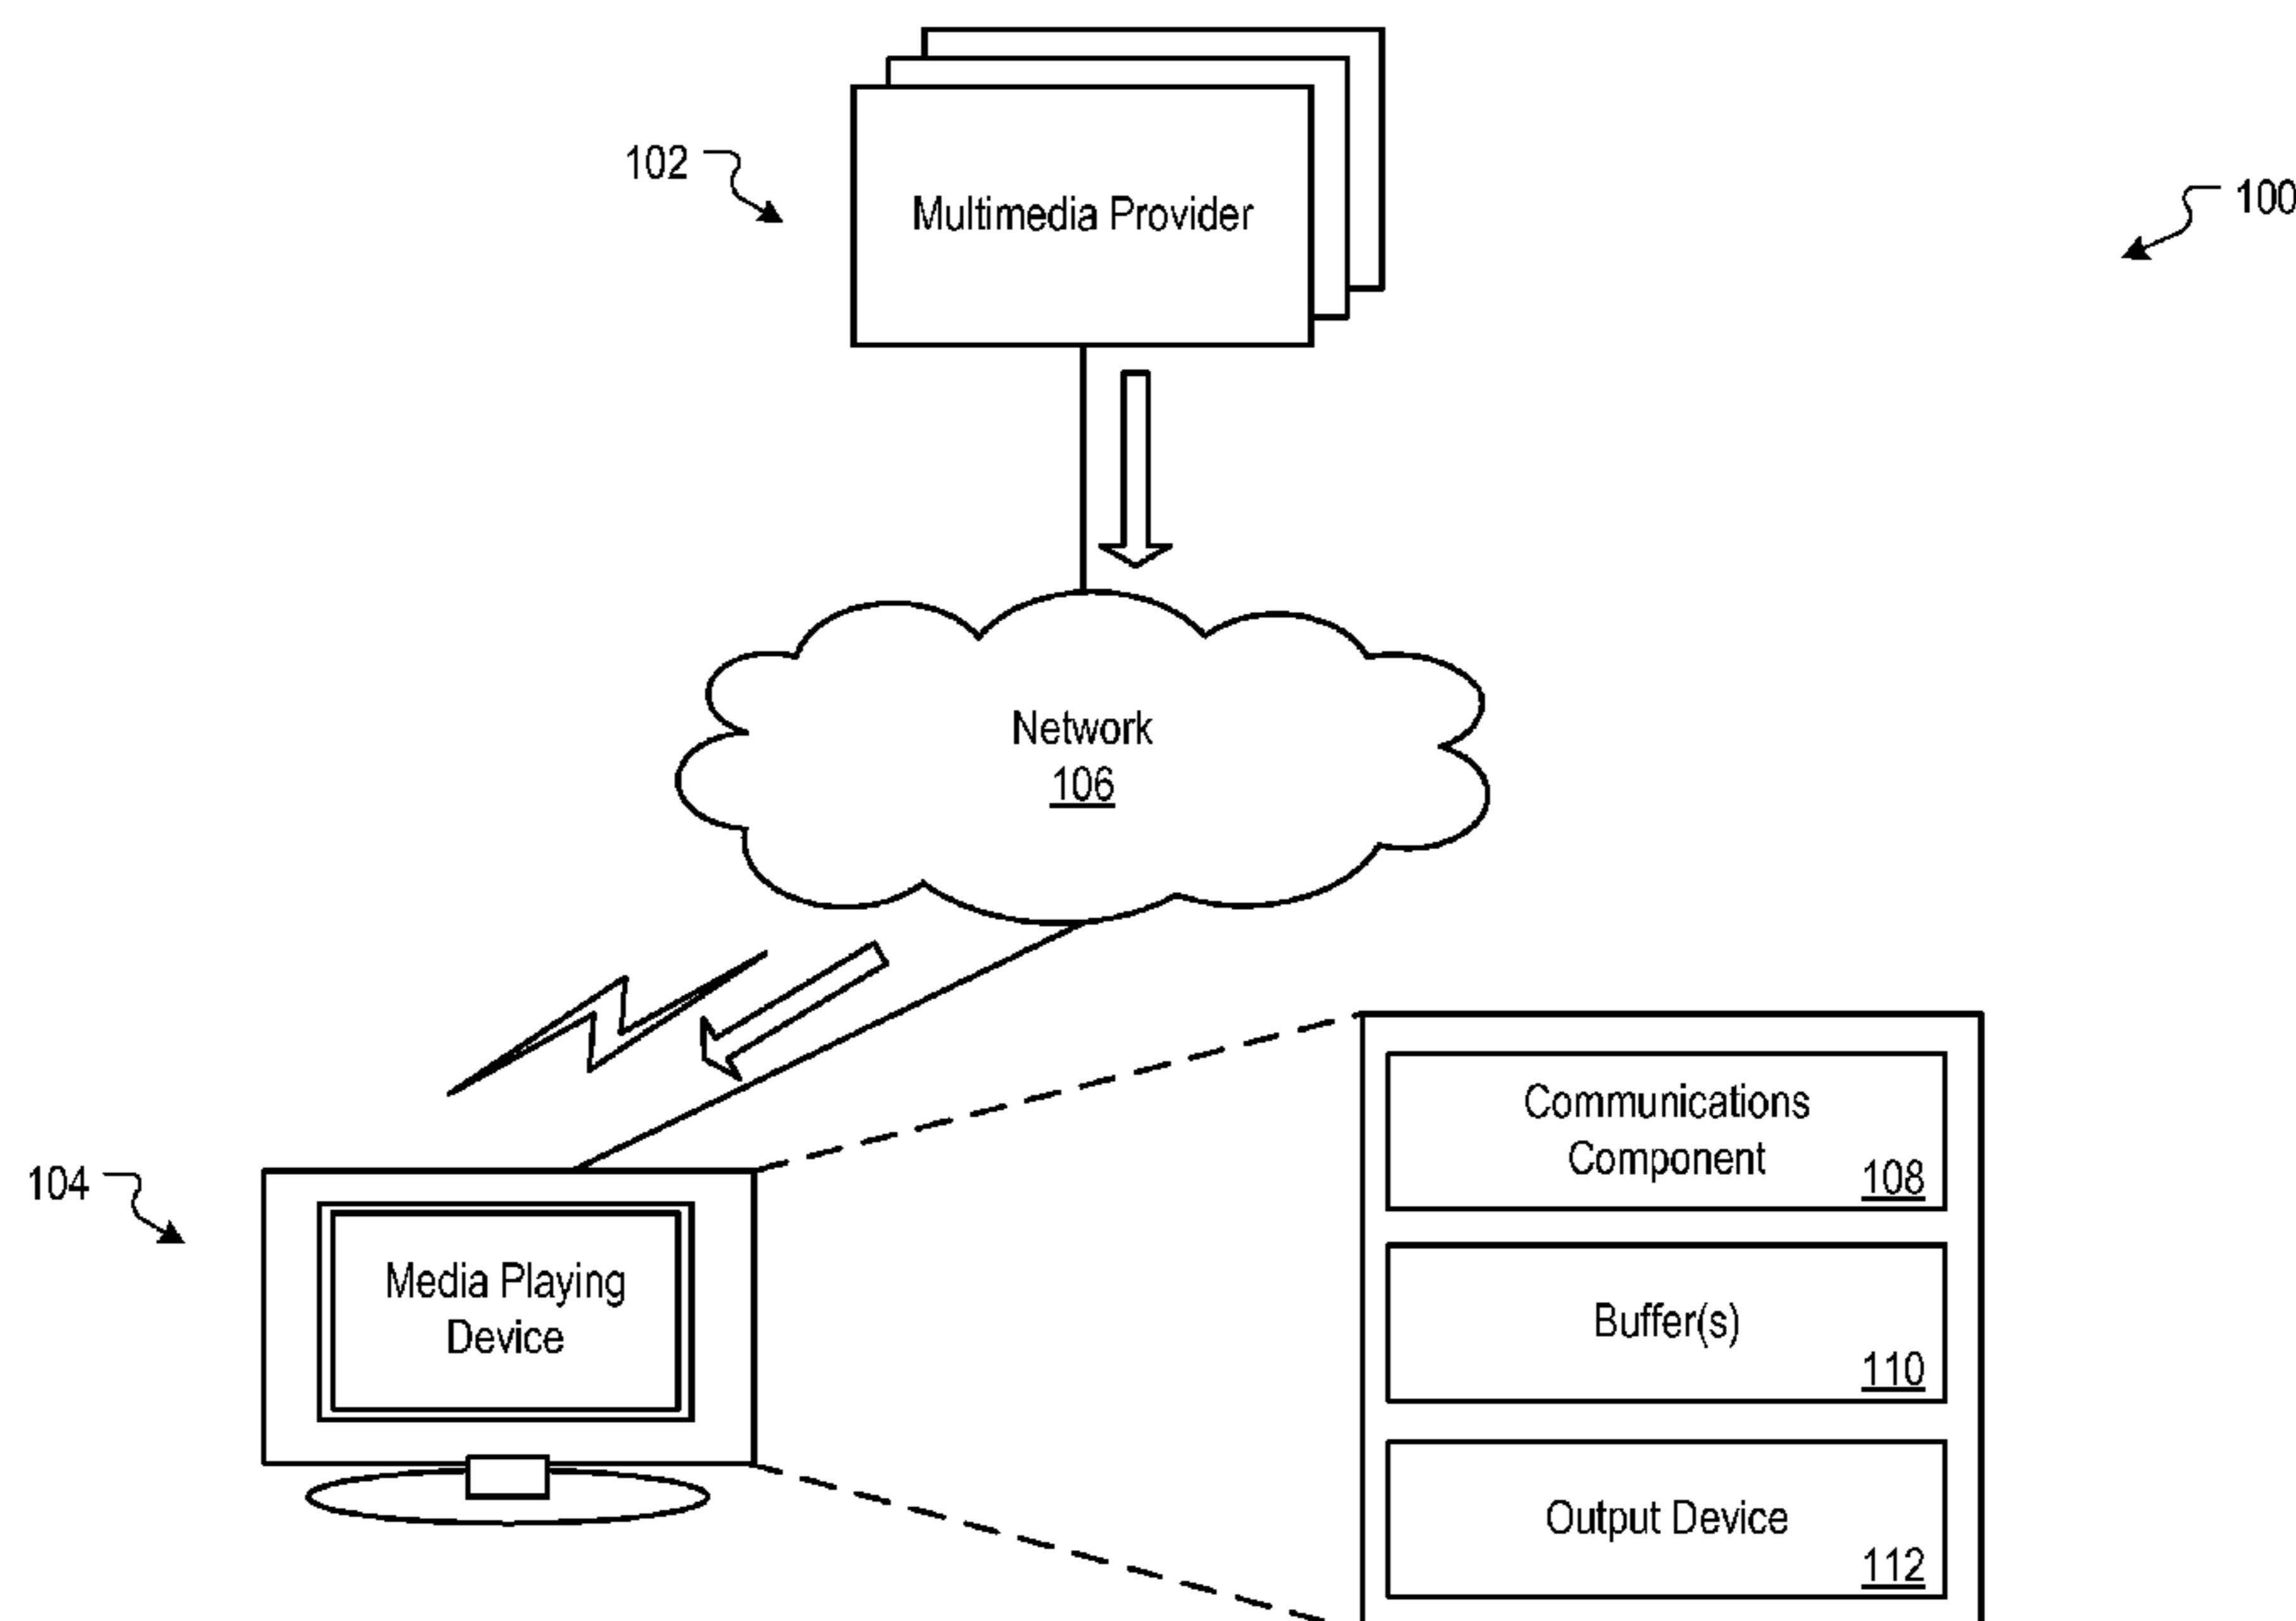 102
Multimedia Provider
100
Network
106
104
Media Playing
Device
Communications
Component
108
Buffer(s)
110
Output Device
112